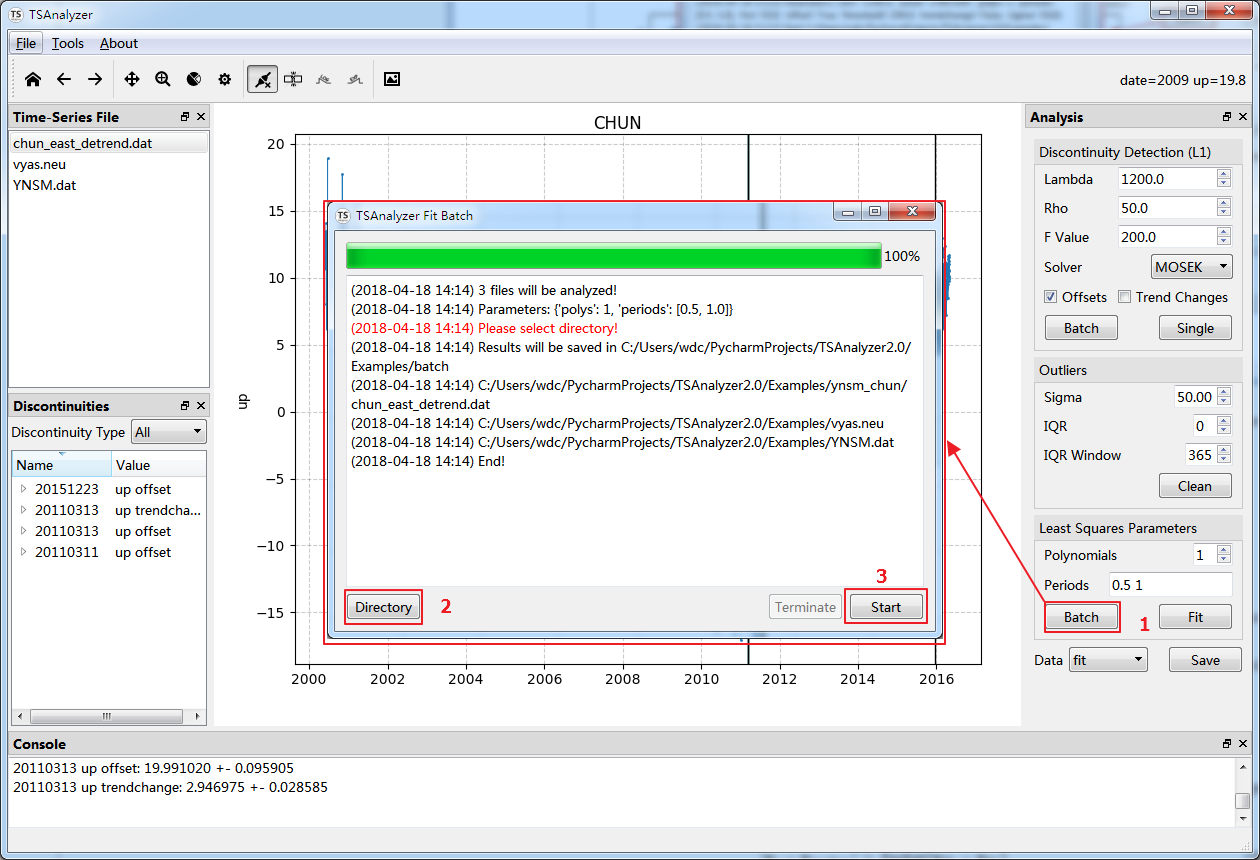 TS TSAnalyzer
File Tools About
date=2009 up=19.8
Time-Series File
chun_east_detrend.dat
vyas.neu
YNSM.dat
Discontinuities
Discontinuity Type All
Name Value
20151223 up offset
20110313 up trendcha...
20110313 up offset
20110311 up offset
CHUN
up
20
15
10
5
0
−5
−10
−15
2000 2002 2004 2006 2008 2010 2012 2014 2016
TS TSAnalyzer Fit Batch
100%
(2018-04-18 14:14) 3 files will be analyzed!
(2018-04-18 14:14) Parameters: {'polys': 1, 'periods': [0.5, 1.0]}
(2018-04-18 14:14) Please select directory!
(2018-04-18 14:14) Results will be saved in C:/Users/wdc/PycharmProjects/TSAnalyzer2.0/
Examples/batch
(2018-04-18 14:14) C:/Users/wdc/PycharmProjects/TSAnalyzer2.0/Examples/ynsm_chun/
chun_east_detrend.dat
(2018-04-18 14:14) C:/Users/wdc/PycharmProjects/TSAnalyzer2.0/Examples/vyas.neu
(2018-04-18 14:14) C:/Users/wdc/PycharmProjects/TSAnalyzer2.0/Examples/YNSM.dat
(2018-04-18 14:14) End!
3
Directory 2 Terminate Start
Analysis
Discontinuity Detection (L1)
Lambda 1200.0
Rho 50.0
F Value 200.0
Solver MOSEK
Offsets Trend Changes
Batch Single
Outliers
Sigma 50.00
IQR 0
IQR Window 365
Clean
Least Squares Parameters
Polynomials 1
Periods 0.5 1
Batch 1 Fit
Data fit Save
Console
20110313 up offset: 19.991020 +- 0.095905
20110313 up trendchange: 2.946975 +- 0.028585